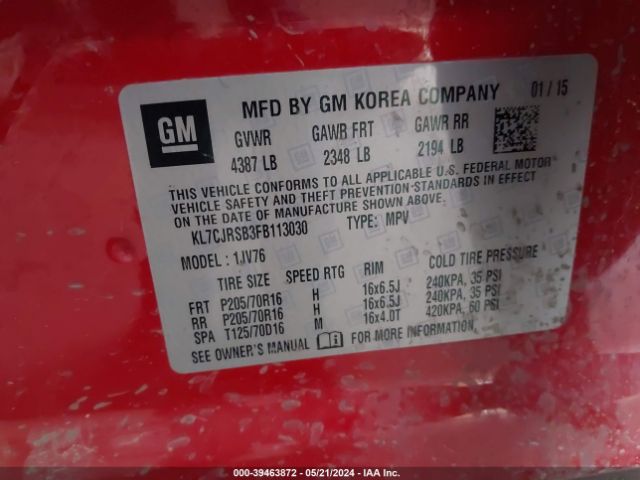 GM
MFD BY GM KOREA COMPANY 01/15
GVWR GAWB FRT GAWR RR
4387 LB 2348 LB 2194 LB
THIS VEHICLE CONFORMS TO ALL APPLICABLE U.S. FEDERAL MOTOR
VEHICLE SAFETY AND THEFT PREVENTION STANDARDS IN EFFECT
ON THE DATE OF MANUFACTURE SHOWN ABOVE.
KL7CJRSB3FB113030 TYPE: MPV
MODEL : 1JV76
TIRE SIZE SPEED RTG RIM COLD TIRE PRESSURE
FRT P205/70R16 H 16x6.5J 240KPA, 35 PSI
RR P205/70R16 H 16x6.5J 240KPA, 35 PSI
SPA T125/70D16 M 16x4.0T 420KPA, 60 PSI
SEE OWNER'S MANUAL FOR MORE INFORMATION.
000-39463872 - 05/21/2024 - IAA Inc.